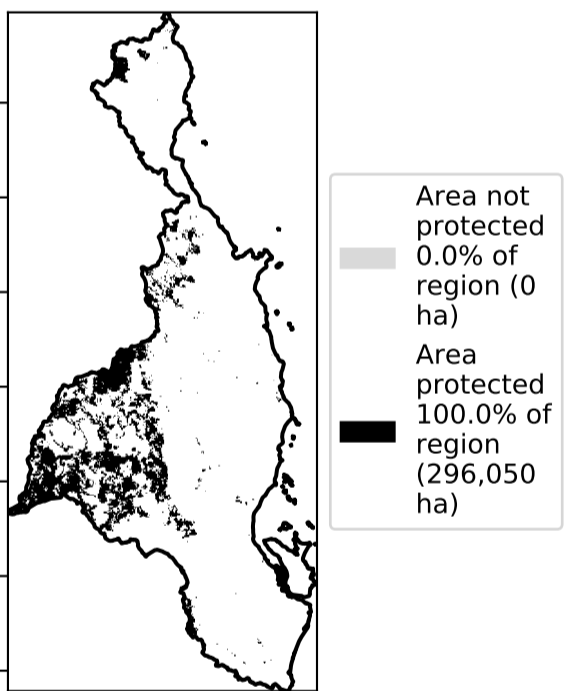 Area not
protected
0.0% of
region (0
ha)
Area
protected
100.0% of
region
(296,050
ha)